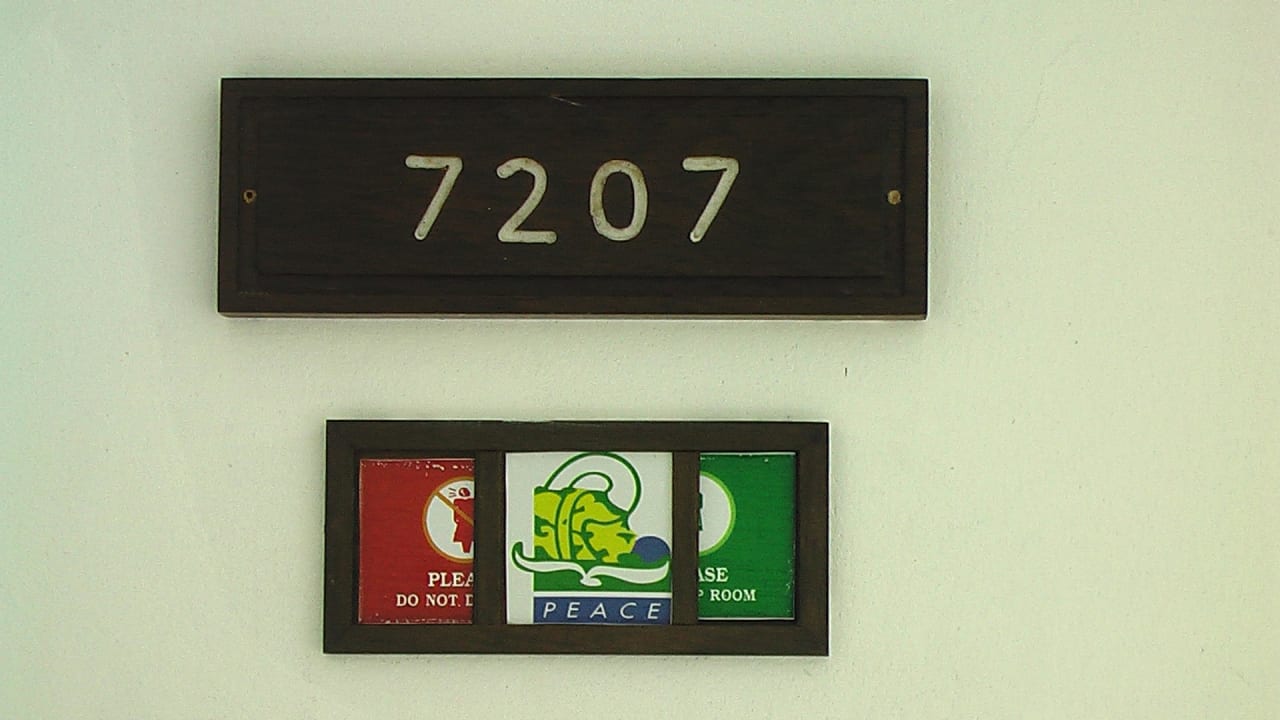 7207
PLEA
DO NOT D
PEACE
ASE
P ROOM